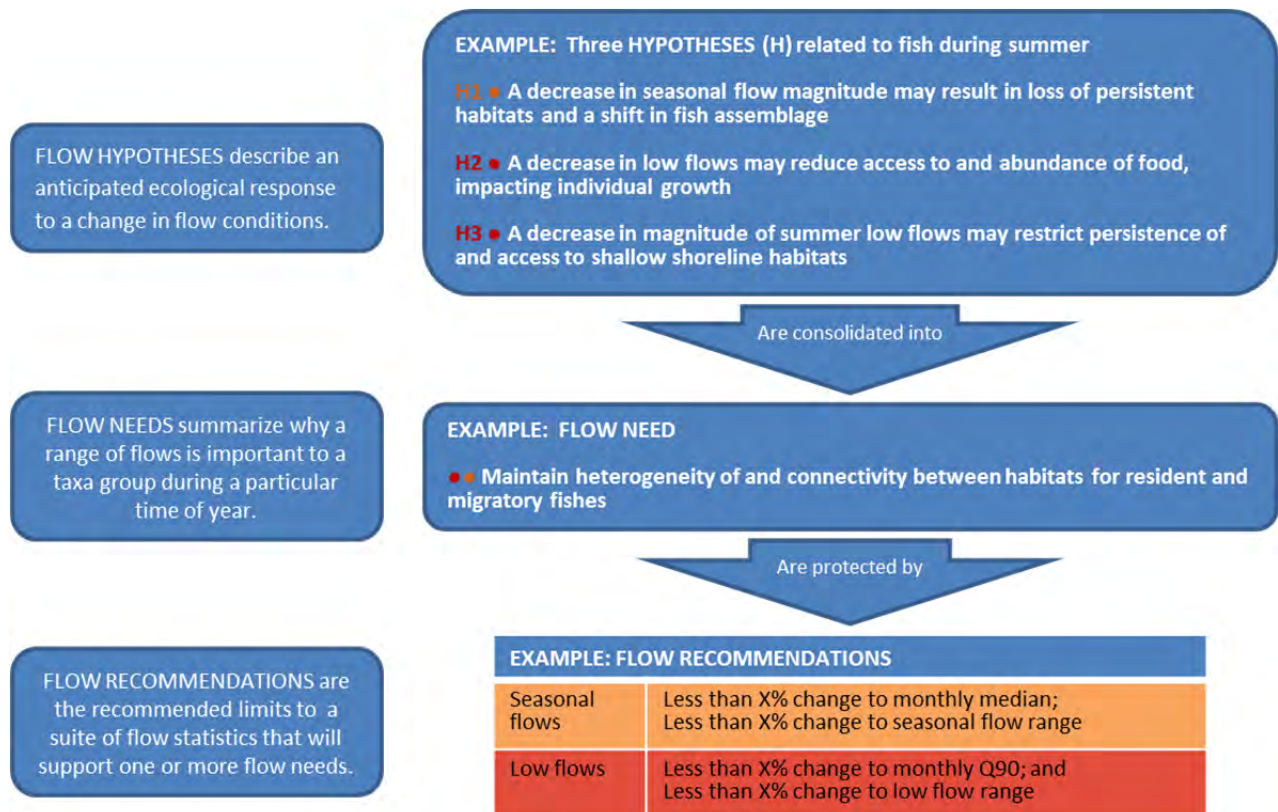 EXAMPLE: Three HYPOTHESES (H) related to fish during summer
H1 • A decrease in seasonal flow magnitude may result in loss of persistent
habitats and a shift in fish assemblage
H2 • A decrease in low flows may reduce access to and abundance of food,
impacting individual growth
H3 • A decrease in magnitude of summer low flows may restrict persistence of
and access to shallow shoreline habitats
FLOW HYPOTHESES describe an
anticipated ecological response
to a change in flow conditions.
Are consolidated into
FLOW NEEDS summarize why a
range of flows is important to a
taxa group during a particular
time of year.
EXAMPLE: FLOW NEED
•• Maintain heterogeneity of and connectivity between habitats for resident and
migratory fishes
Are protected by
FLOW RECOMMENDATIONS are
the recommended limits to a
suite of flow statistics that will
support one or more flow needs.
EXAMPLE: FLOW RECOMMENDATIONS
Seasonal
flows
Less than X% change to monthly median;
Less than X% change to seasonal flow range
Low flows
Less than X% change to monthly Q90; and
Less than X% change to low flow range